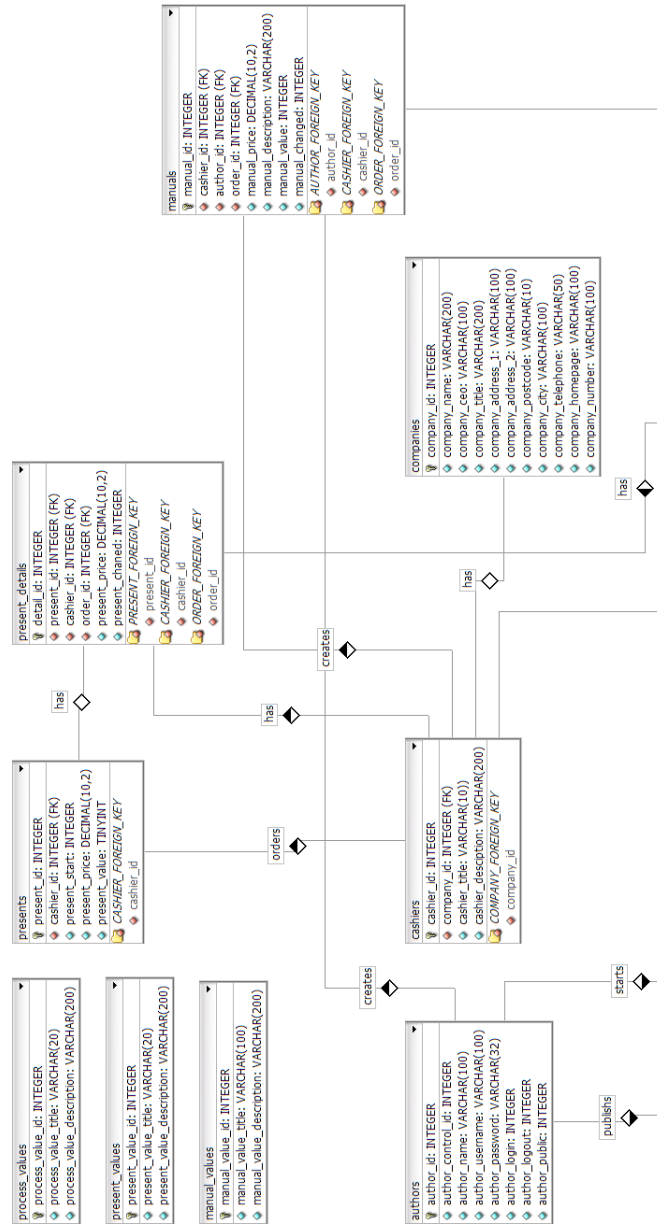 process_values
process_value_id: INTEGER
process_value_title: VARCHAR(20)
process_value_description: VARCHAR(200)
present_values
present_value_id: INTEGER
present_value_title: VARCHAR(20)
present_value_description: VARCHAR(200)
manual_values
manual_value_id: INTEGER
manual_value_title: VARCHAR(100)
manual_value_description: VARCHAR(200)
presents
present_id: INTEGER
cashier_id: INTEGER (FK)
present_start: INTEGER
present_price: DECIMAL(10,2)
present_value: TINYINT
CASHIER_FOREIGN_KEY
cashier_id
has
present_details
detail_id: INTEGER
present_id: INTEGER (FK)
cashier_id: INTEGER (FK)
order_id: INTEGER (FK)
present_price: DECIMAL(10,2)
present_chaned: INTEGER
PRESENT_FOREIGN_KEY
present_id
CASHIER_FOREIGN_KEY
cashier_id
ORDER_FOREIGN_KEY
order_id
manuals
manual_id: INTEGER
cashier_id: INTEGER (FK)
author_id: INTEGER (FK)
order_id: INTEGER (FK)
manual_price: DECIMAL(10,2)
manual_description: VARCHAR(200)
manual_value: INTEGER
manual_changed: INTEGER
AUTHOR_FOREIGN_KEY
author_id
CASHIER_FOREIGN_KEY
cashier_id
ORDER_FOREIGN_KEY
order_id
orders
has
creates
creates
authors
author_id: INTEGER
author_control_id: INTEGER
author_name: VARCHAR(100)
author_username: VARCHAR(100)
author_password: VARCHAR(32)
author_login: INTEGER
author_logout: INTEGER
author_public: INTEGER
cashiers
cashier_id: INTEGER
company_id: INTEGER (FK)
cashier_title: VARCHAR(10))
cashier_desciption: VARCHAR(200)
COMPANY_FOREIGN_KEY
company_id
has
companies
company_id: INTEGER
company_name: VARCHAR(200)
company_ceo: VARCHAR(100)
company_title: VARCHAR(200)
company_address_1: VARCHAR(100)
company_address_2: VARCHAR(100)
company_postcode: VARCHAR(10)
company_city: VARCHAR(100)
company_telephone: VARCHAR(50)
company_homepage: VARCHAR(100)
company_number: VARCHAR(100)
publishs
starts
has